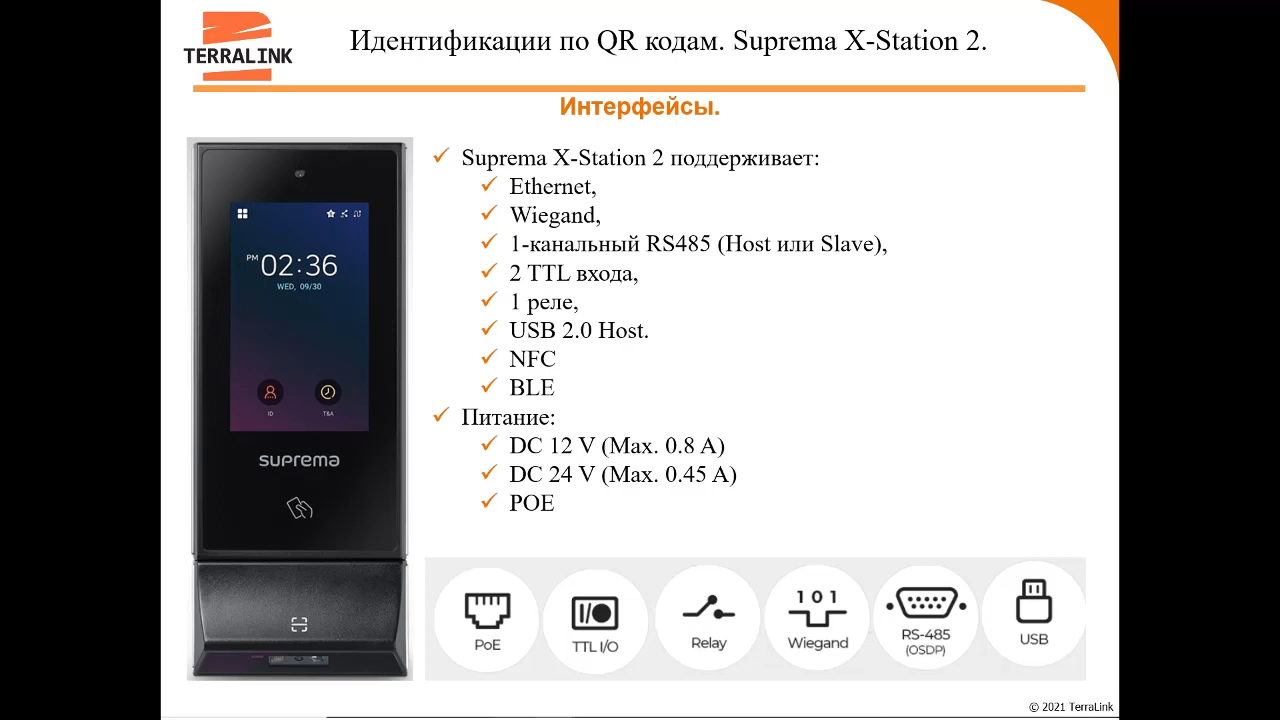 TERRALINK
Идентификации по QR кодам. Suprema X-Station 2.
Интерфейсы.
PM 02:36
WED, 09/30
ID
T&A
suprema
Suprema X-Station 2 поддерживает:
Ethernet,
Wiegand,
1-канальный RS485 (Host или Slave),
2 TTL входа,
1 реле,
USB 2.0 Host.
NFC
BLE
Питание:
DC 12 V (Max. 0.8 A)
DC 24 V (Max. 0.45 A)
POE
PoE
I/O
TTL I/O
Relay
1 0 1
Wiegand
RS-485
(OSDP)
USB
© 2021 TerraLink